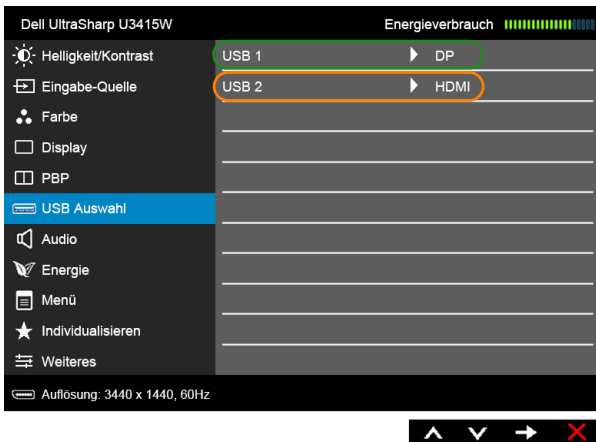 Dell UltraSharp U3415W Energieverbrauch
Helligkeit/Kontrast USB 1 DP
Eingabe-Quelle USB 2 HDMI
Farbe
Display
PBP
USB Auswahl
Audio
Energie
Menü
Individualisieren
Weiteres
Auflösung: 3440 x 1440, 60Hz